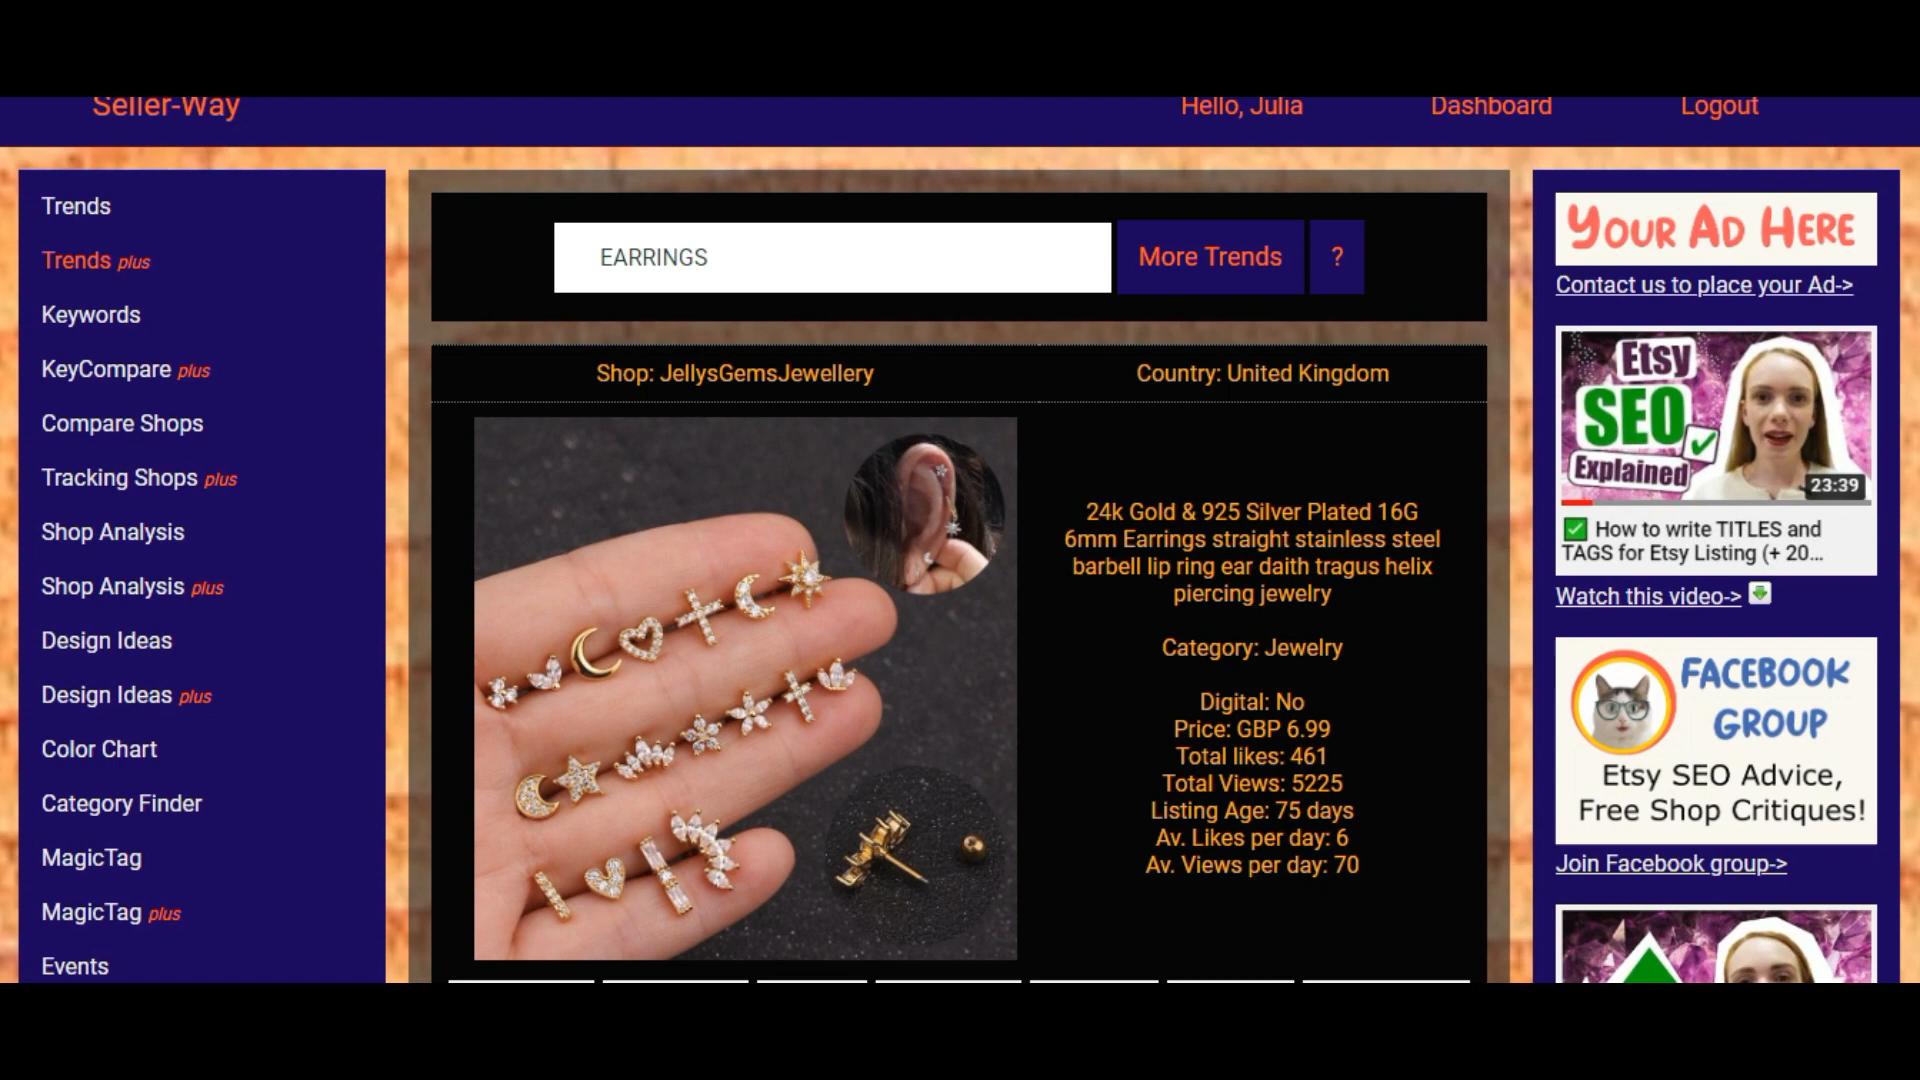 Seller-Way
Hello, Julia
Dashboard
Logout
Trends
Trends plus
Keywords
KeyCompare plus
Compare Shops
Tracking Shops plus
Shop Analysis
Shop Analysis plus
Design Ideas
Design Ideas plus
Color Chart
Category Finder
MagicTag
MagicTag plus
Events
EARRINGS
More Trends
?
Shop: JellysGemsJewellery
Country: United Kingdom
24k Gold & 925 Silver Plated 16G
6mm Earrings straight stainless steel
barbell lip ring ear daith tragus helix
piercing jewelry
Category: Jewelry
Digital: No
Price: GBP 6.99
Total likes: 461
Total Views: 5225
Listing Age: 75 days
Av. Likes per day: 6
Av. Views per day: 70
YOUR AD HERE
Contact us to place your Ad->
Etsy
SEO
Explained
23:39
How to write TITLES and
TAGS for Etsy Listing (+ 20...
Watch this video->
FACEBOOK
GROUP
Etsy SEO Advice,
Free Shop Critiques!
Join Facebook group->